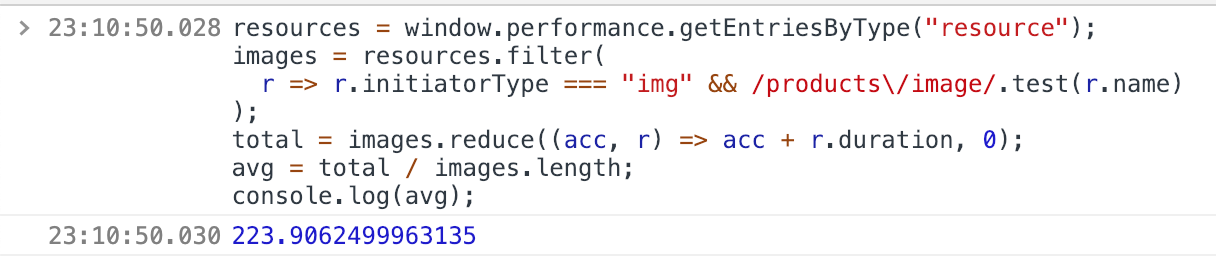 > 23:10:50.028 resources = window.performance.getEntriesByType("resource");
images = resources.filter(
  r => r.initiatorType === "img" && /products\/image/.test(r.name)
);
total = images.reduce((acc, r) => acc + r.duration, 0);
avg = total / images.length;
console.log(avg);
23:10:50.030 223.9062499963135